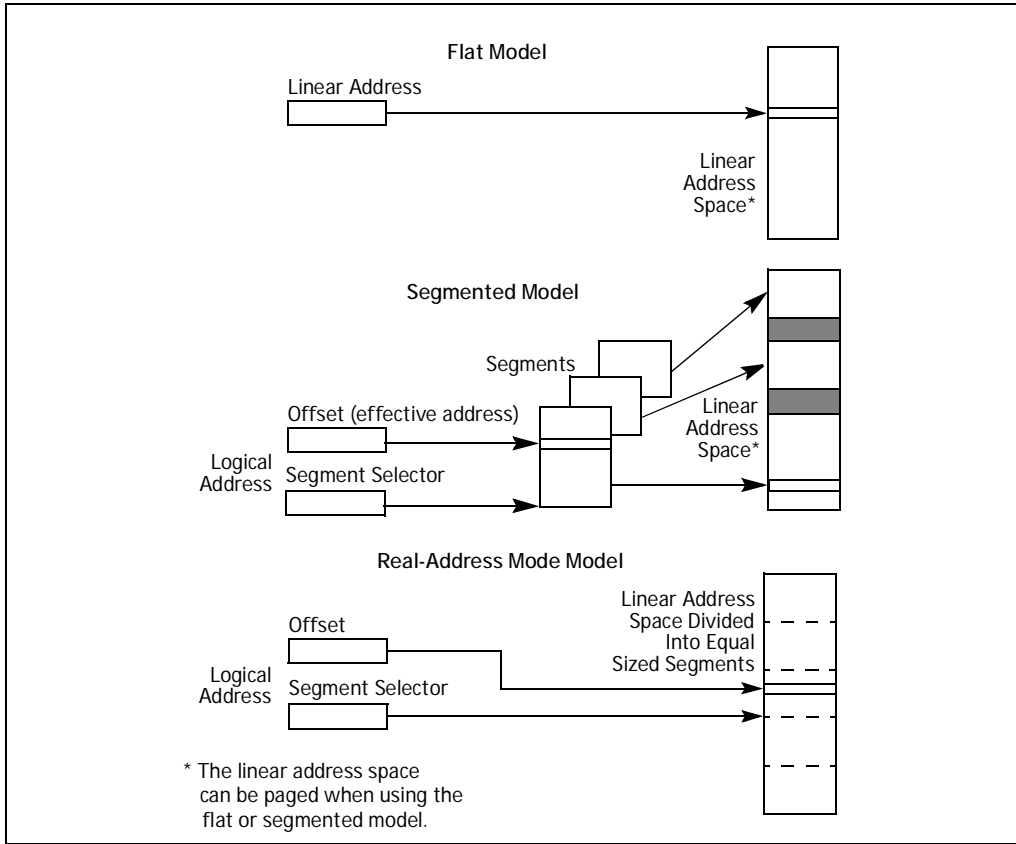 Flat Model
Linear Address
Linear
Address
Space*
Segmented Model
Segments
Offset (effective address)
Logical
Address
Segment Selector
Linear
Address
Space*
Real-Address Mode Model
Offset
Logical
Address
Segment Selector
Linear Address
Space Divided
Into Equal
Sized Segments
* The linear address space
can be paged when using the
flat or segmented model.